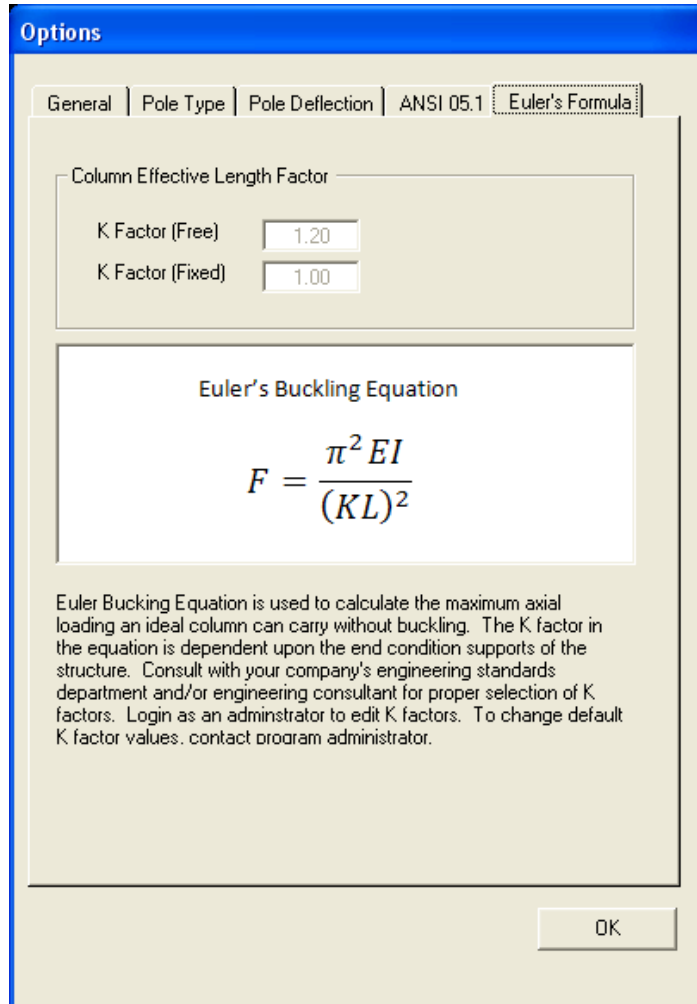 Options
General Pole Type Pole Deflection ANSI 05.1 Euler's Formula
Column Effective Length Factor
K Factor (Free) 1.20
K Factor (Fixed) 1.00
Euler's Buckling Equation
F = π² EI / (KL)²
Euler Bucking Equation is used to calculate the maximum axial
loading an ideal column can carry without buckling. The K factor in
the equation is dependent upon the end condition supports of the
structure. Consult with your company's engineering standards
department and/or engineering consultant for proper selection of K
factors. Login as an adminstrator to edit K factors. To change default
K factor values, contact program administrator.
OK